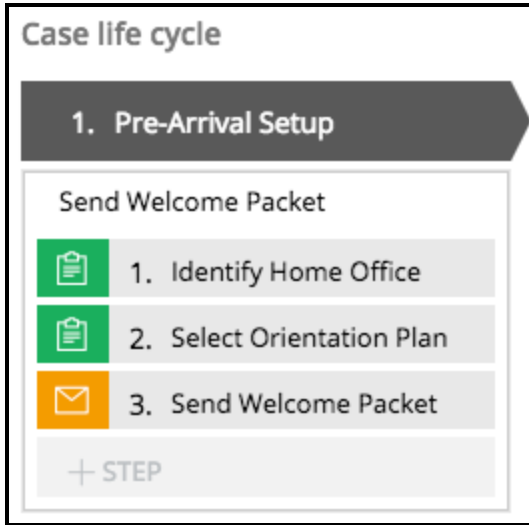 Case life cycle
1. Pre-Arrival Setup
Send Welcome Packet
1. Identify Home Office
2. Select Orientation Plan
3. Send Welcome Packet
+ STEP